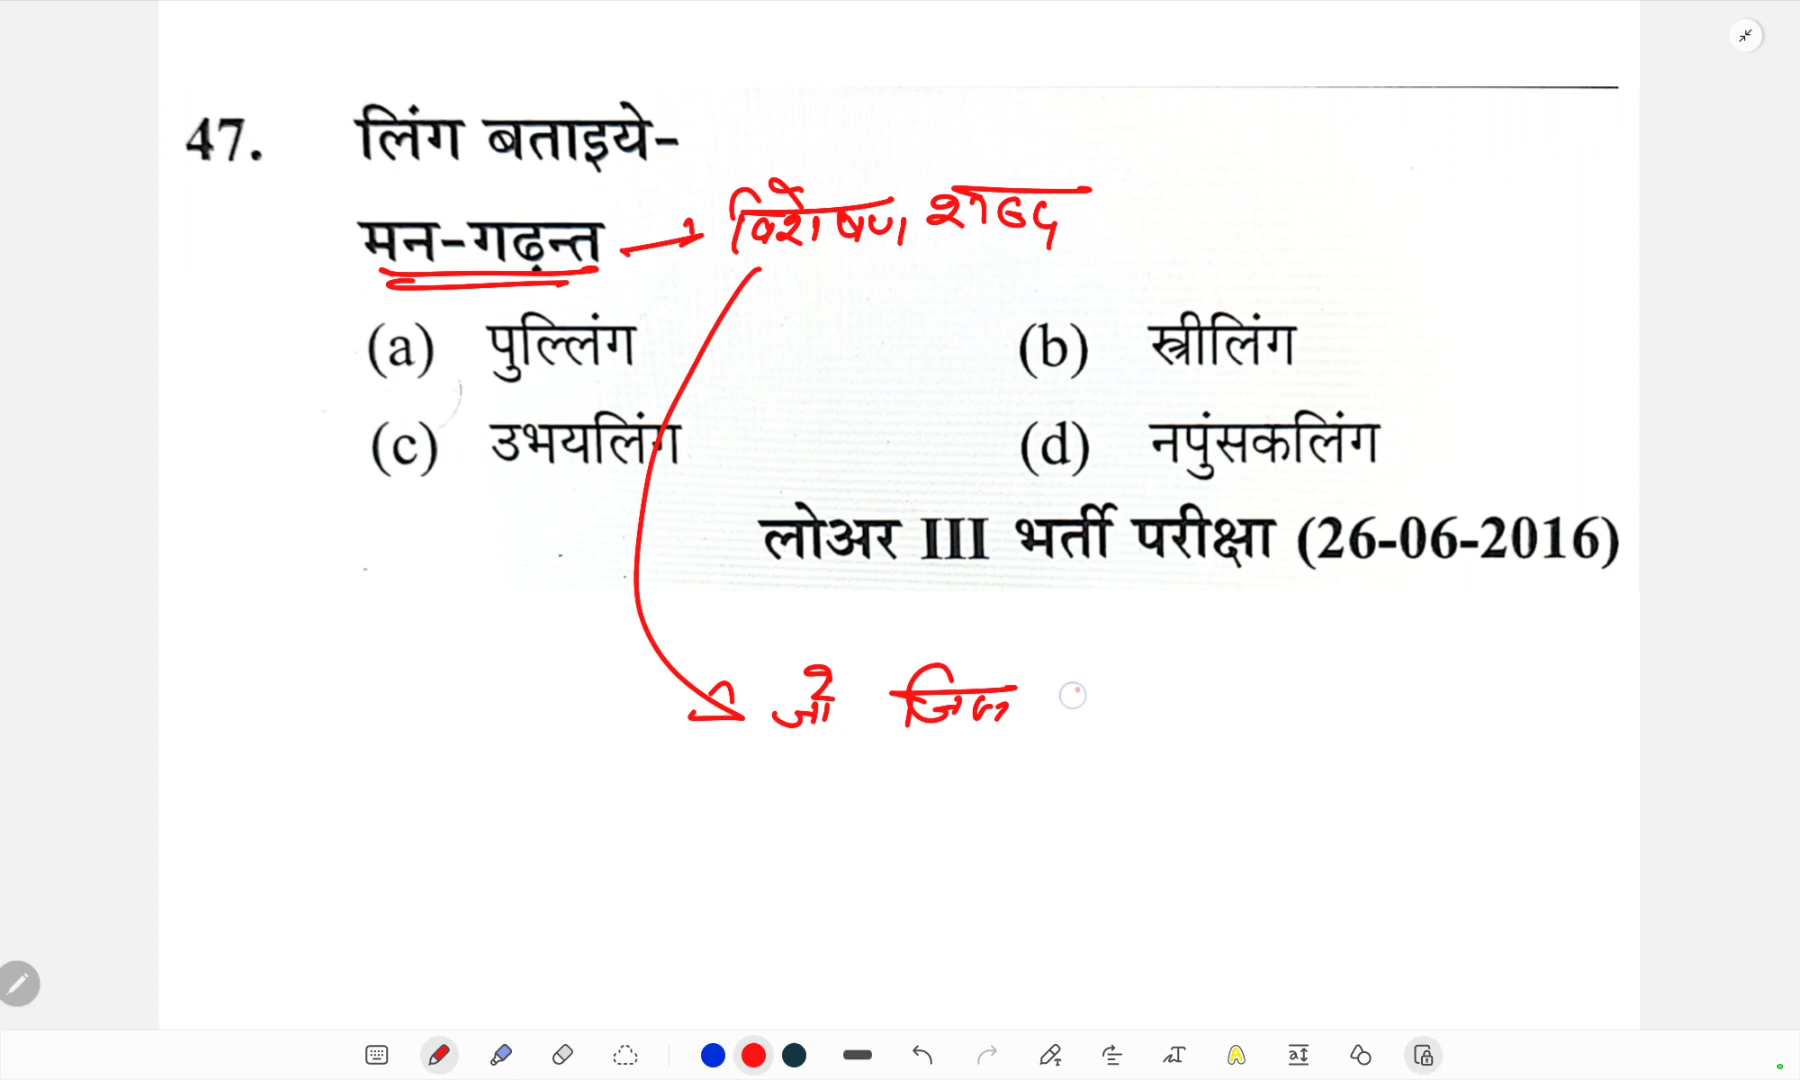 47. लिंग बताइये-
मन-गढ़न्त → विशेषण शब्द
(a) पुल्लिंग (b) स्त्रीलिंग
(c) उभयलिंग (d) नपुंसकलिंग
लोअर III भर्ती परीक्षा (26-06-2016)
जो